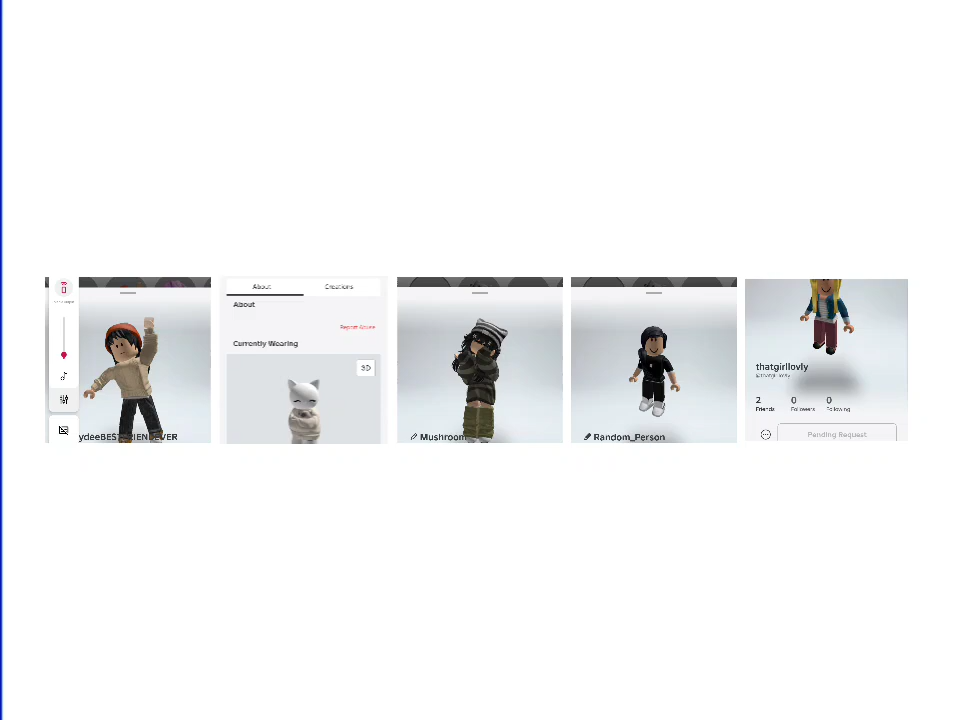 ydeeBESTFRIENDEVER
About
Creations
About
Report Abuse
Currently Wearing
3D
Mushroom
Random_Person
thatgirllovly
2
0
0
Friends
Followers
Following
Pending Request